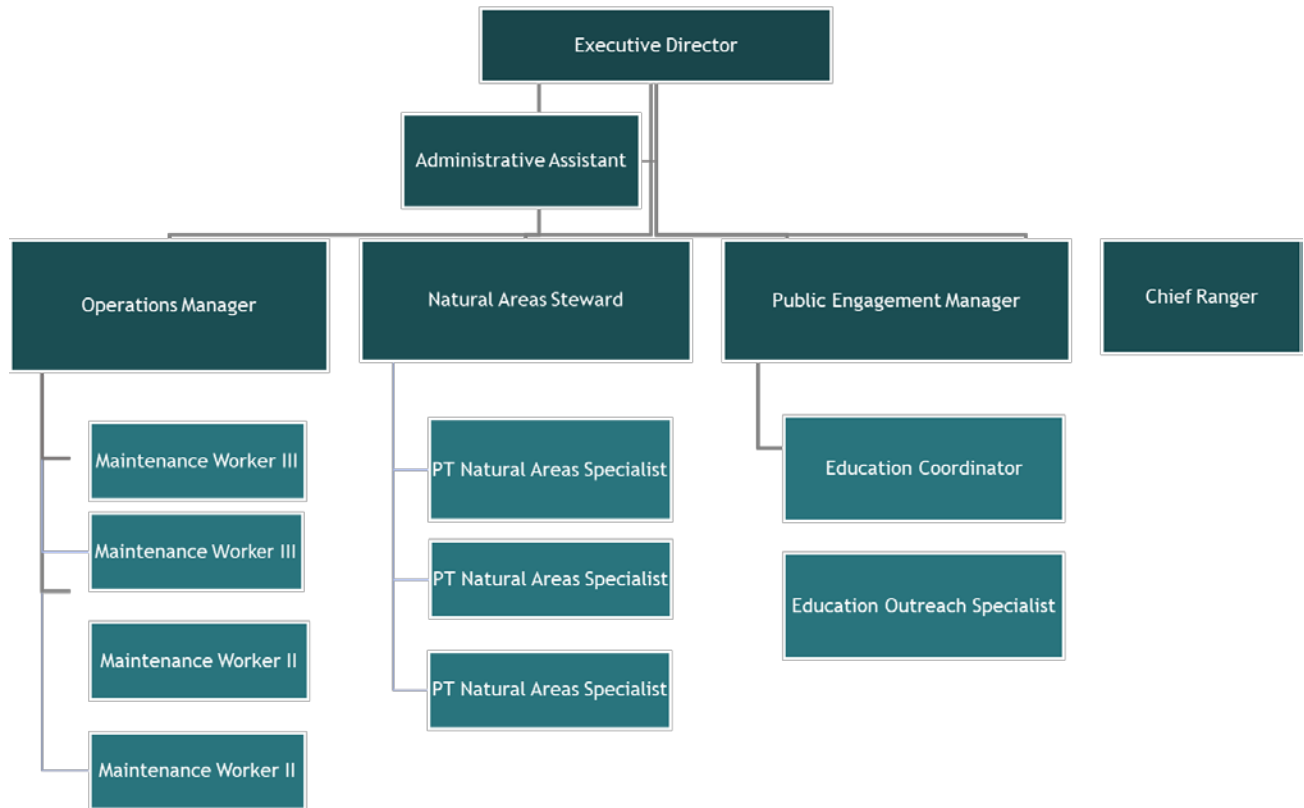 Executive Director
Administrative Assistant
Operations Manager
Natural Areas Steward
Public Engagement Manager
Chief Ranger
Maintenance Worker III
Maintenance Worker III
Maintenance Worker II
Maintenance Worker II
PT Natural Areas Specialist
PT Natural Areas Specialist
PT Natural Areas Specialist
Education Coordinator
Education Outreach Specialist